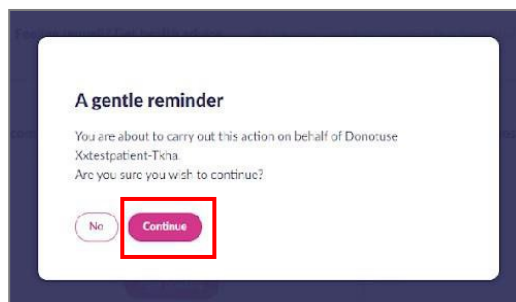 A gentle reminder
You are about to carry out this action on behalf of Donotuse
Xxtestpatient-Tkha.
Are you sure you wish to continue?
No
Continue